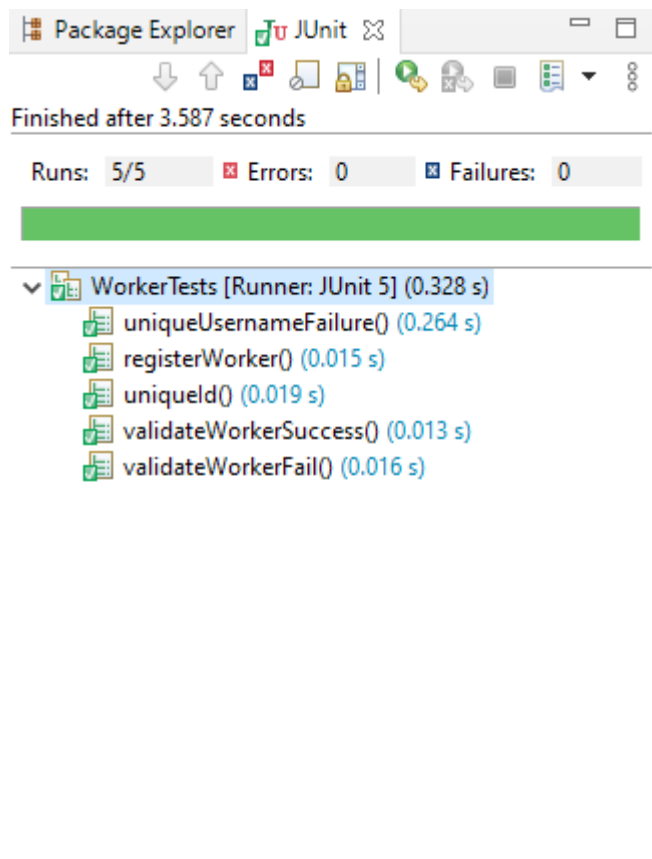 Package Explorer JUnit
Finished after 3.587 seconds
Runs: 5/5 Errors: 0 Failures: 0
WorkerTests [Runner: JUnit 5] (0.328 s)
uniqueUsernameFailure() (0.264 s)
registerWorker() (0.015 s)
uniqueId() (0.019 s)
validateWorkerSuccess() (0.013 s)
validateWorkerFail() (0.016 s)